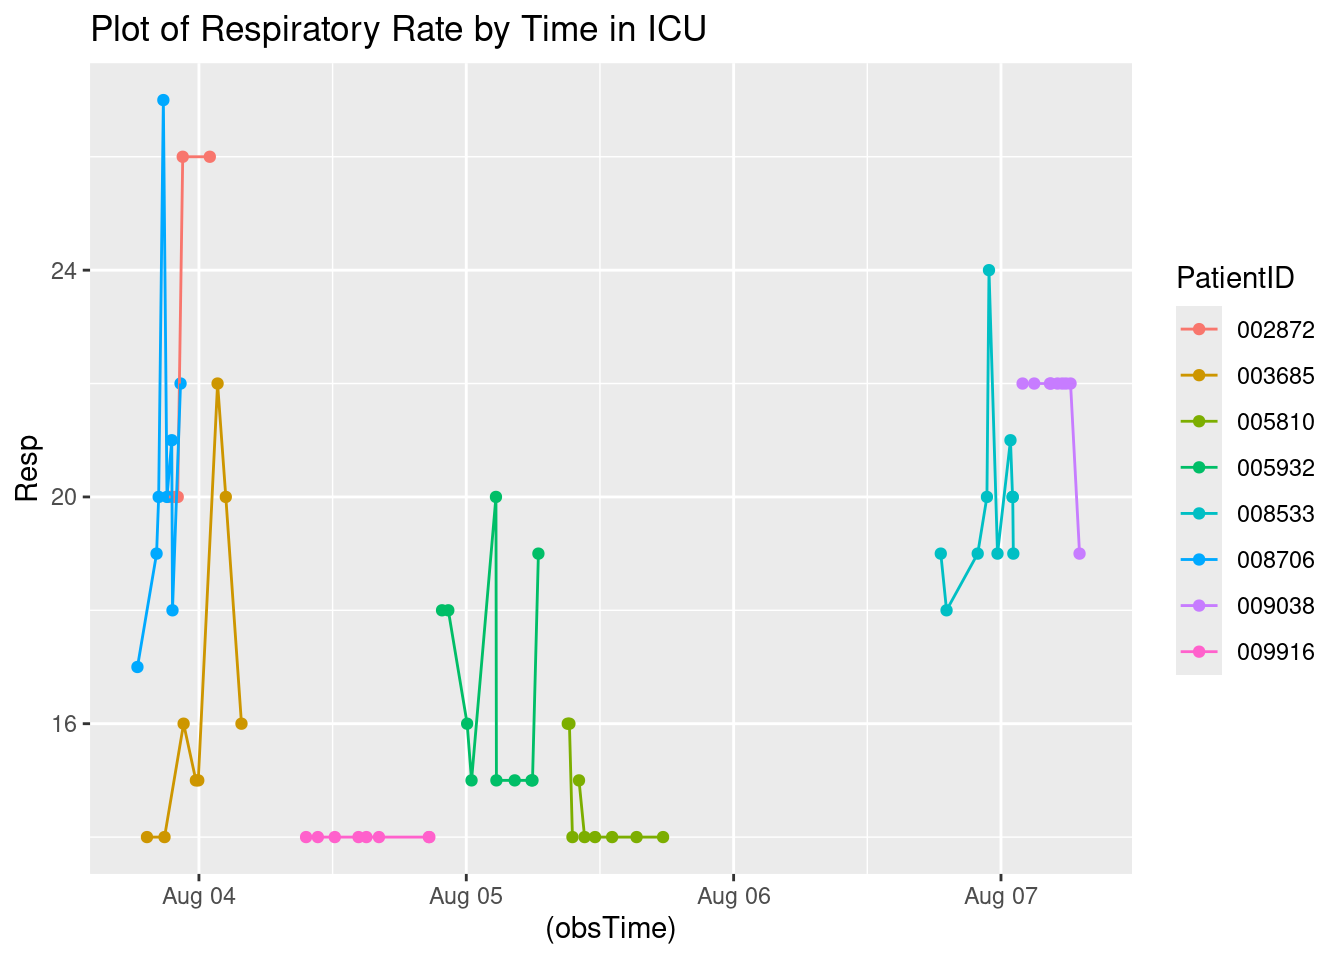 Plot of Respiratory Rate by Time in ICU
Resp
24
20
16
Aug 04
Aug 05
Aug 06
Aug 07
(obsTime)
PatientID
002872
003685
005810
005932
008533
008706
009038
009916